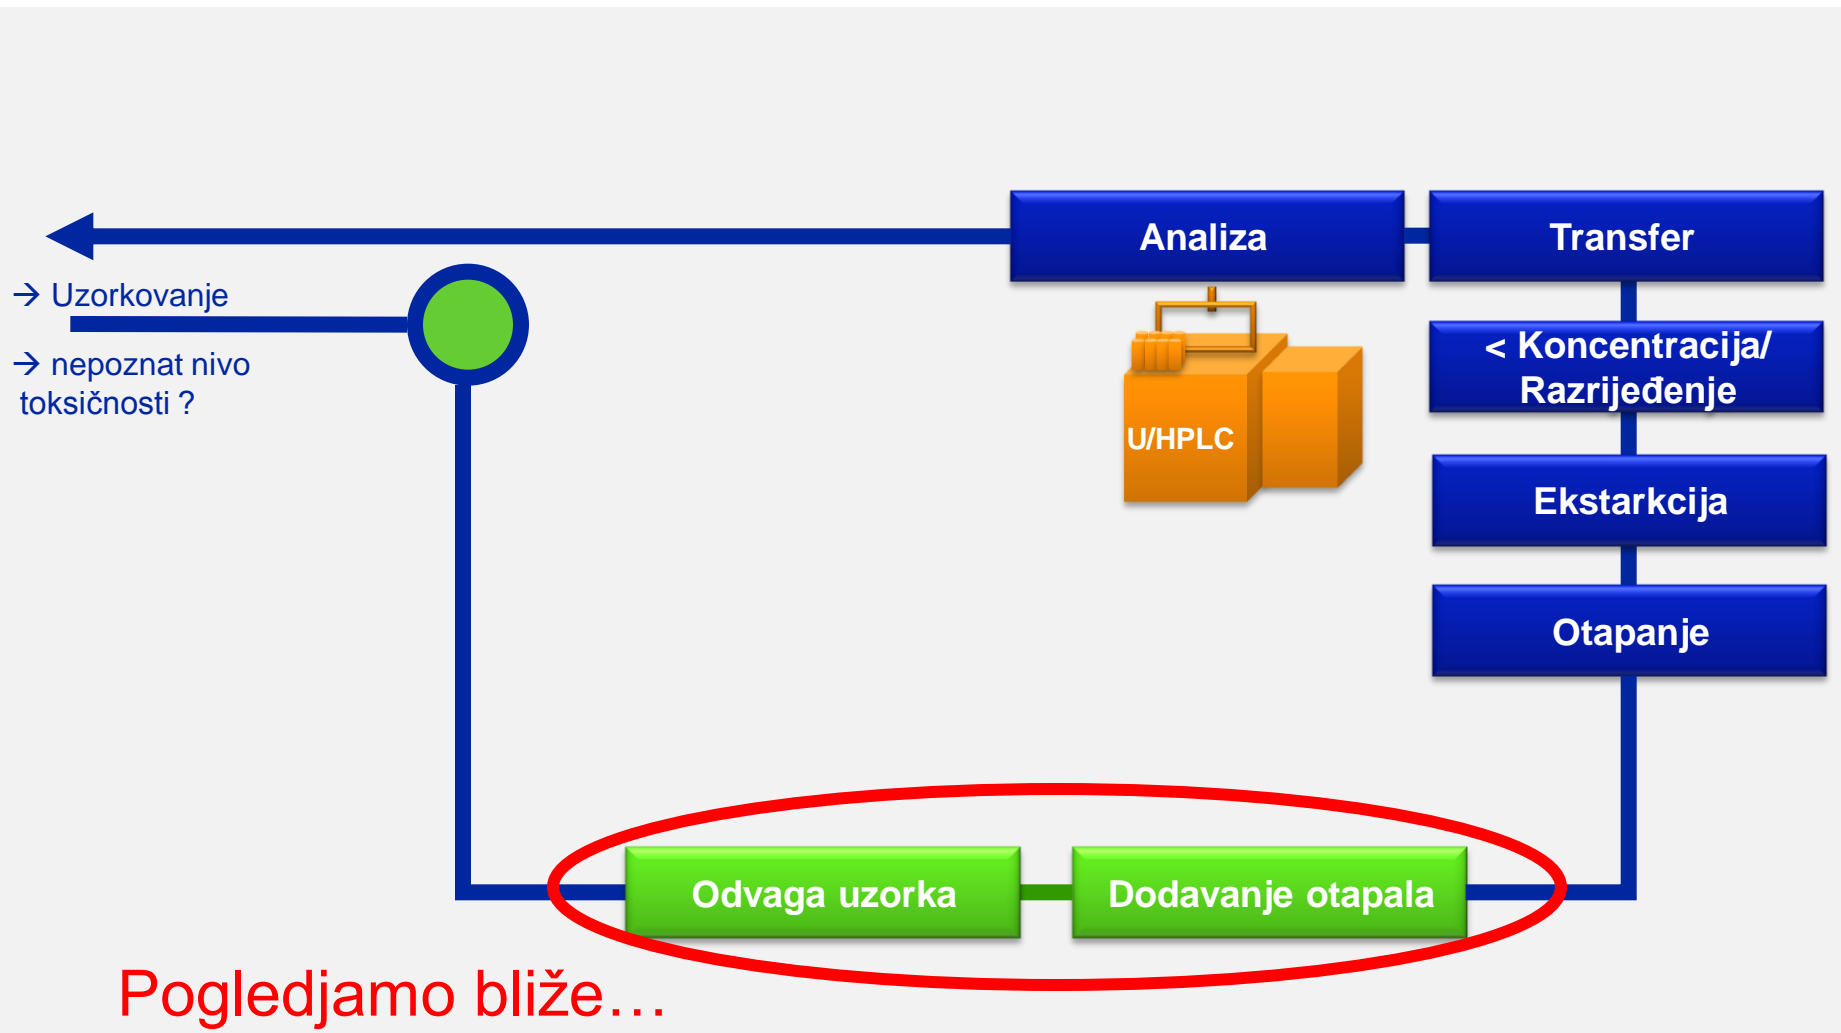 Analiza
Transfer
→ Uzorkovanje
→ nepoznat nivo
toksičnosti ?
< Koncentracija/
Razrijeđenje
U/HPLC
Ekstarkcija
Otapanje
Odvaga uzorka
Dodavanje otapala
Pogledjamo bliže…